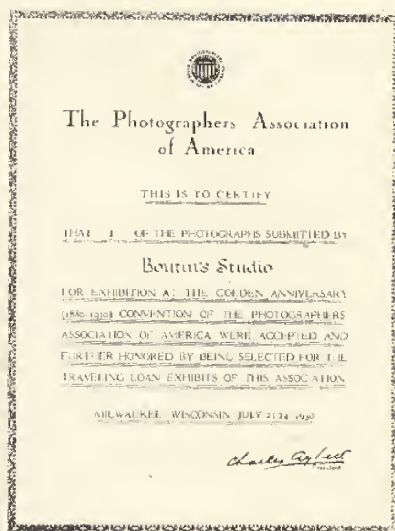 The Photographers Association
of America
THIS IS TO CERTIFY
THAT 1 OF THE PHOTOGRAPHS SUBMITTED BY
Boutin's Studio
FOR EXHIBITION AT THE GOLDEN ANNIVERSARY
(1880-1930) CONVENTION OF THE PHOTOGRAPHERS
ASSOCIATION OF AMERICA WERE ACCEPTED AND
FURTHER HONORED BY BEING SELECTED FOR THE
TRAVELING LOAN EXHIBITS OF THIS ASSOCIATION
MILWAUKEE WISCONSIN JULY 21-24 1930
Charles